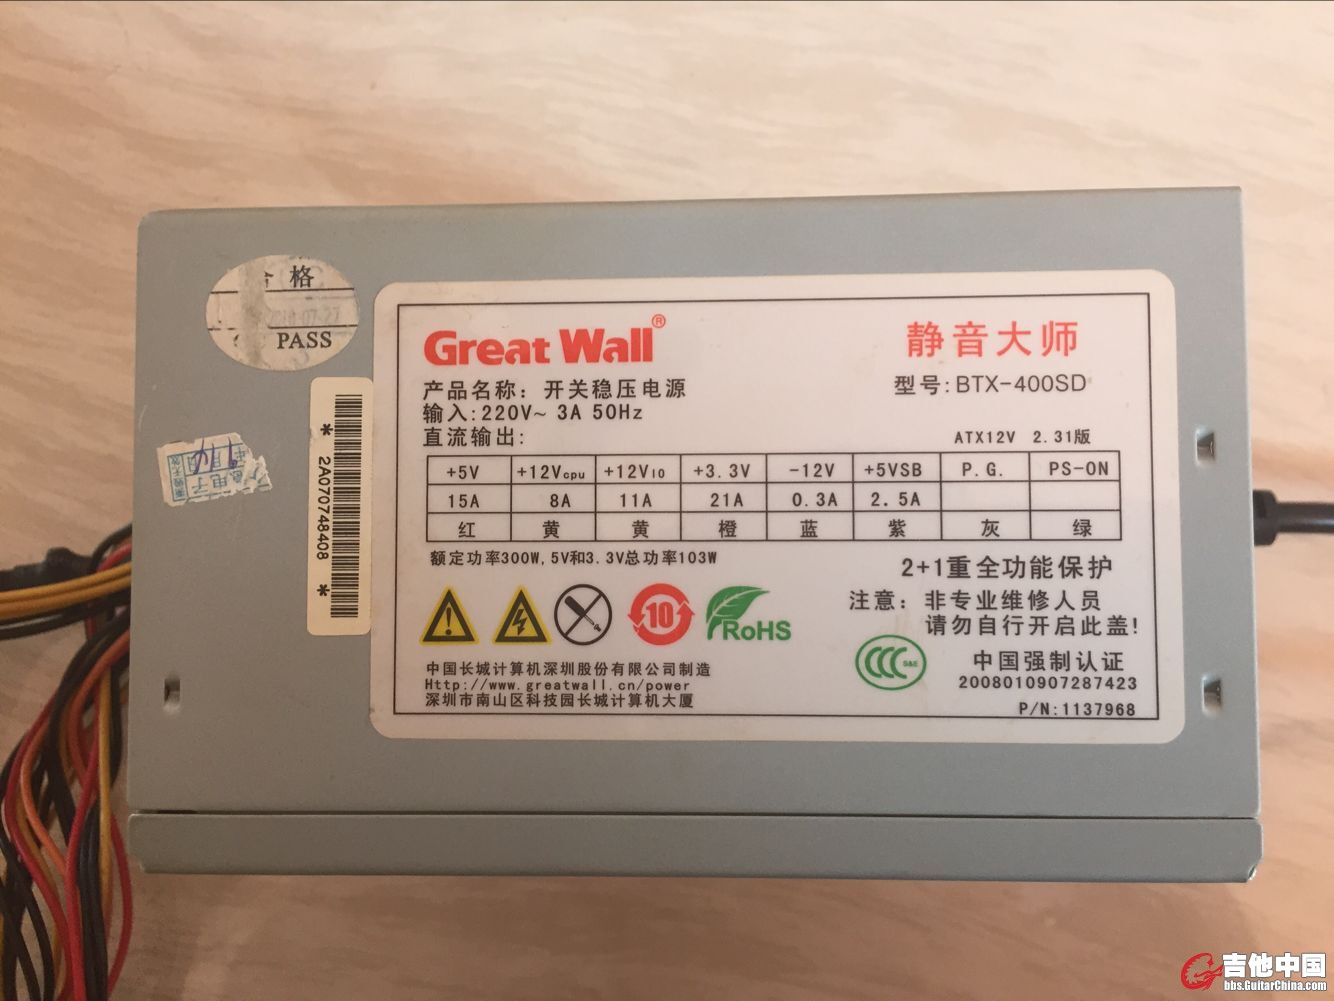 格
PASS
* 2A070748408 *
Great Wall®
静音大师
产品名称: 开关稳压电源
型号:BTX-400SD
输入:220V~ 3A 50Hz
直流输出:
ATX12V 2.31版
+5V +12Vcpu +12VIO +3.3V -12V +5VSB P.G. PS-ON
15A 8A 11A 21A 0.3A 2.5A
红 黄 黄 橙 蓝 紫 灰 绿
额定功率300W,5V和3.3V总功率103W
2+1重全功能保护
注意: 非专业维修人员
请勿自行开启此盖!
10
RoHS
S&E
中国强制认证
2008010907287423
P/N:1137968
中国长城计算机深圳股份有限公司制造
Http://www.greatwall.cn/power
深圳市南山区科技园长城计算机大厦
吉他中国
bbs.GuitarChina.com